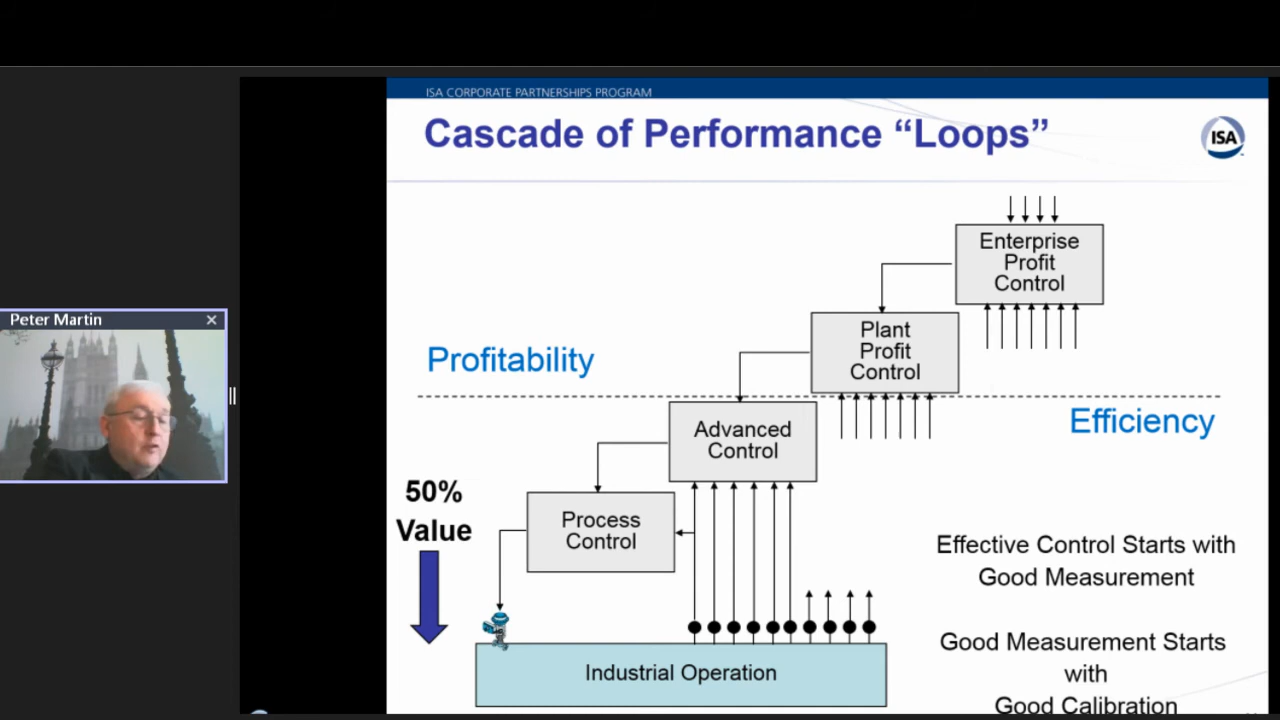 ISA CORPORATE PARTNERSHIPS PROGRAM
Cascade of Performance “Loops”
ISA
Enterprise
Profit
Control
Plant
Profit
Control
Profitability
Efficiency
Advanced
Control
50%
Value
Process
Control
Effective Control Starts with
Good Measurement
Good Measurement Starts
with
Good Calibration
Industrial Operation
Peter Martin